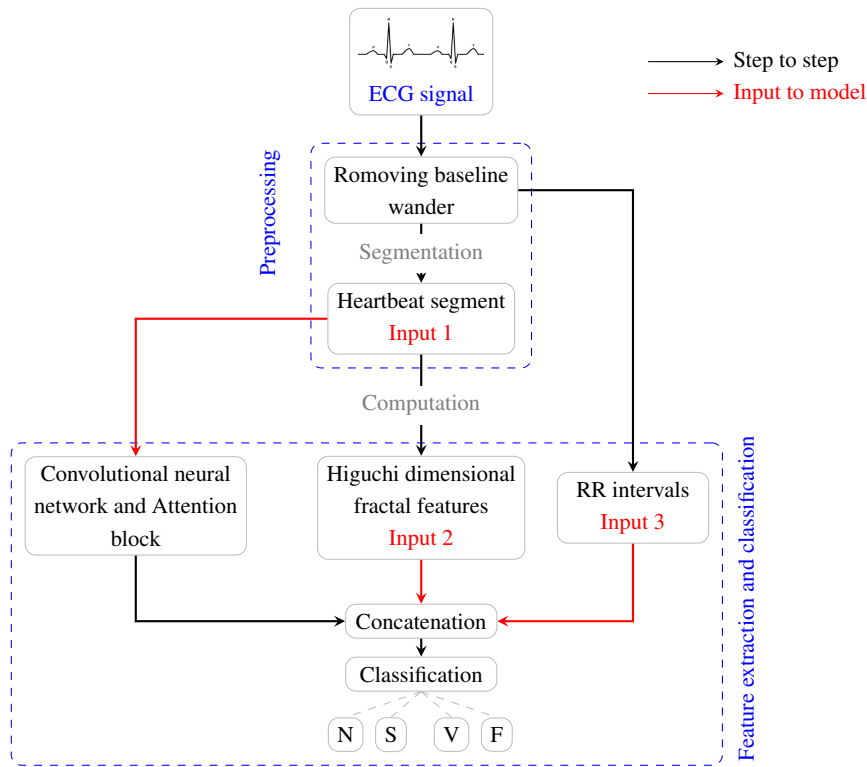 ECG signal
Step to step
Input to model
Preprocessing
Romoving baseline
wander
Segmentation
Heartbeat segment
Input 1
Computation
Feature extraction and classification
Convolutional neural
network and Attention
block
Higuchi dimensional
fractal features
Input 2
RR intervals
Input 3
Concatenation
Classification
N S V F